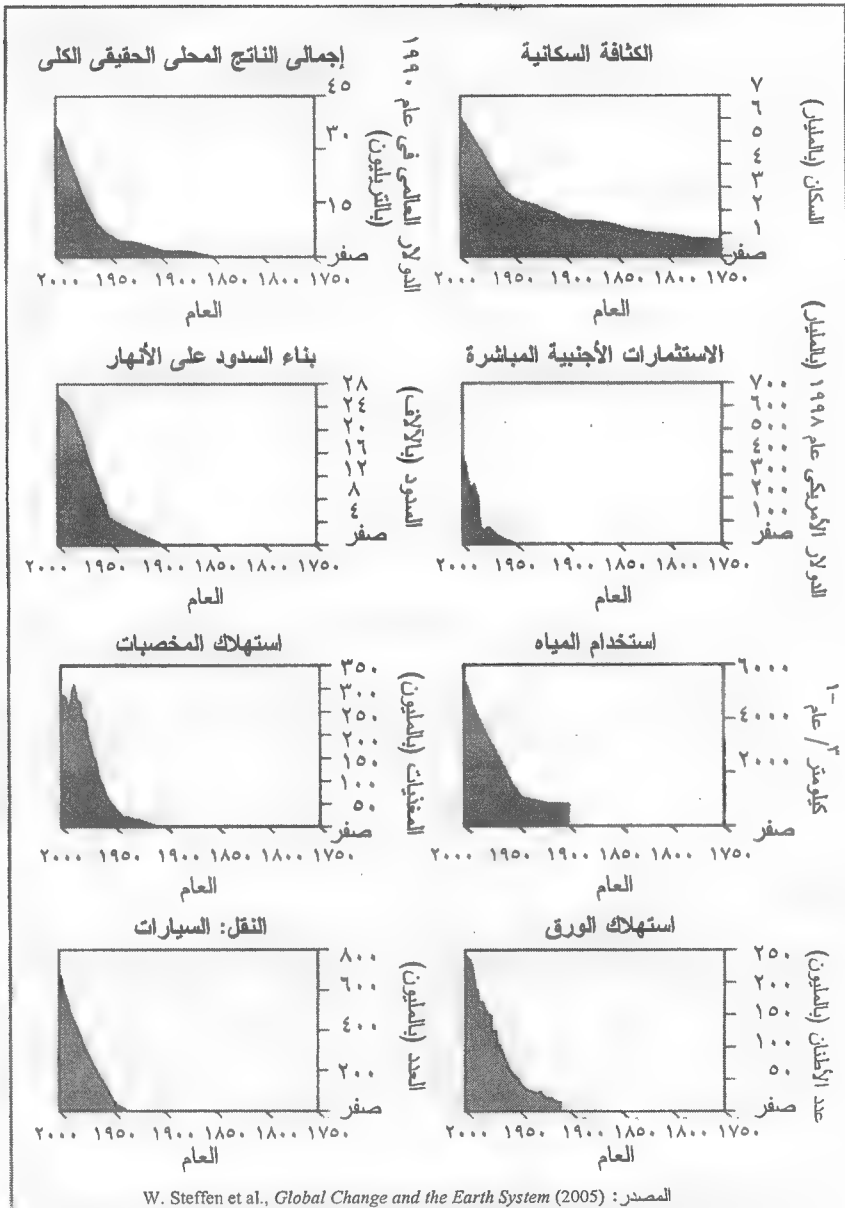 الكثافة السكانية
السكان (بالمليار)
٧
٦
٥
٤
٣
٢
١
صفر
١٧٥٠ ١٨٠٠ ١٨٥٠ ١٩٠٠ ١٩٥٠ ٢٠٠٠
العام
إجمالى الناتج المحلى الحقيقى الكلى
الدولار العالمى فى عام ١٩٩٠
(بالتريليون)
٤٥
٣٠
١٥
صفر
١٧٥٠ ١٨٠٠ ١٨٥٠ ١٩٠٠ ١٩٥٠ ٢٠٠٠
العام
الاستثمارات الأجنبية المباشرة
الدولار الأمريكى عام ١٩٩٨ (بالمليار)
٧٠٠
٦٠٠
٥٠٠
٤٠٠
٣٠٠
٢٠٠
١٠٠
صفر
١٧٥٠ ١٨٠٠ ١٨٥٠ ١٩٠٠ ١٩٥٠ ٢٠٠٠
العام
بناء السدود على الأنهار
السدود (بالآلاف)
٢٨
٢٤
٢٠
١٦
١٢
٨
٤
صفر
١٧٥٠ ١٨٠٠ ١٨٥٠ ١٩٠٠ ١٩٥٠ ٢٠٠٠
العام
استخدام المياه
كيلومتر ٣/ عام -١
٦٠٠٠
٤٠٠٠
٢٠٠٠
صفر
١٧٥٠ ١٨٠٠ ١٨٥٠ ١٩٠٠ ١٩٥٠ ٢٠٠٠
العام
استهلاك المخصبات
المغنيات (بالمليون)
٣٥٠
٣٠٠
٢٥٠
٢٠٠
١٥٠
١٠٠
٥٠
صفر
١٧٥٠ ١٨٠٠ ١٨٥٠ ١٩٠٠ ١٩٥٠ ٢٠٠٠
العام
استهلاك الورق
عدد الأطنان (بالمليون)
٢٥٠
٢٠٠
١٥٠
١٠٠
٥٠
صفر
١٧٥٠ ١٨٠٠ ١٨٥٠ ١٩٠٠ ١٩٥٠ ٢٠٠٠
العام
النقل: السيارات
العدد (بالمليون)
٨٠٠
٦٠٠
٤٠٠
٢٠٠
صفر
١٧٥٠ ١٨٠٠ ١٨٥٠ ١٩٠٠ ١٩٥٠ ٢٠٠٠
العام
المصدر: W. Steffen et al., Global Change and the Earth System (2005)